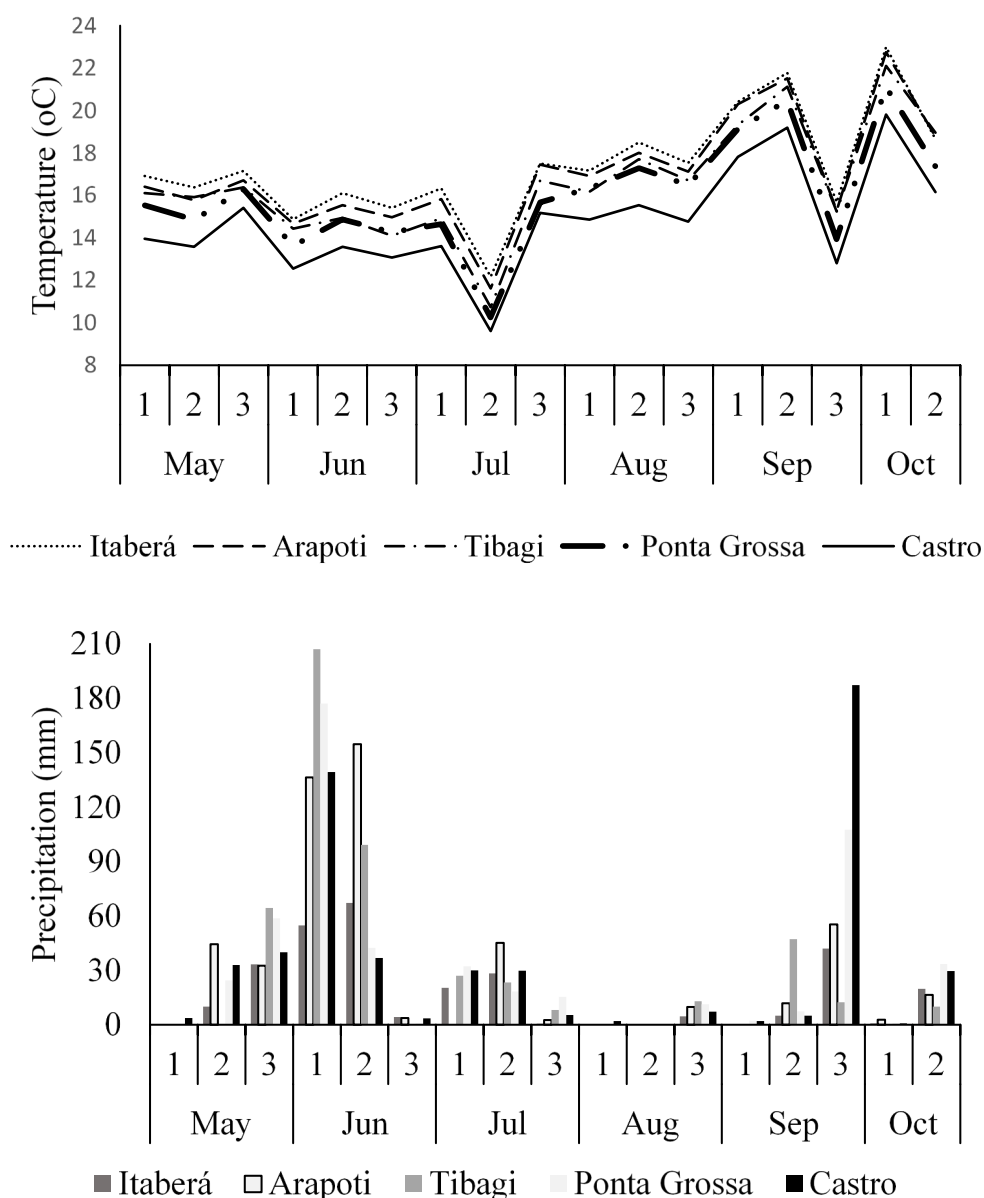 24
22
20
18
16
14
12
10
8
Temperature (oC)
1 2 3 1 2 3 1 2 3 1 2 3 1 2 3 1 2
May Jun Jul Aug Sep Oct
Itaberá Arapoti Tibagi Ponta Grossa Castro
210
180
150
120
90
60
30
0
Precipitation (mm)
1 2 3 1 2 3 1 2 3 1 2 3 1 2 3 1 2
May Jun Jul Aug Sep Oct
Itaberá Arapoti Tibagi Ponta Grossa Castro